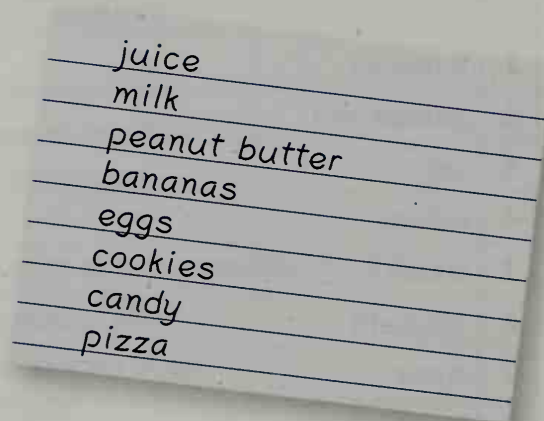 juice
milk
peanut butter
bananas
eggs
cookies
candy
pizza